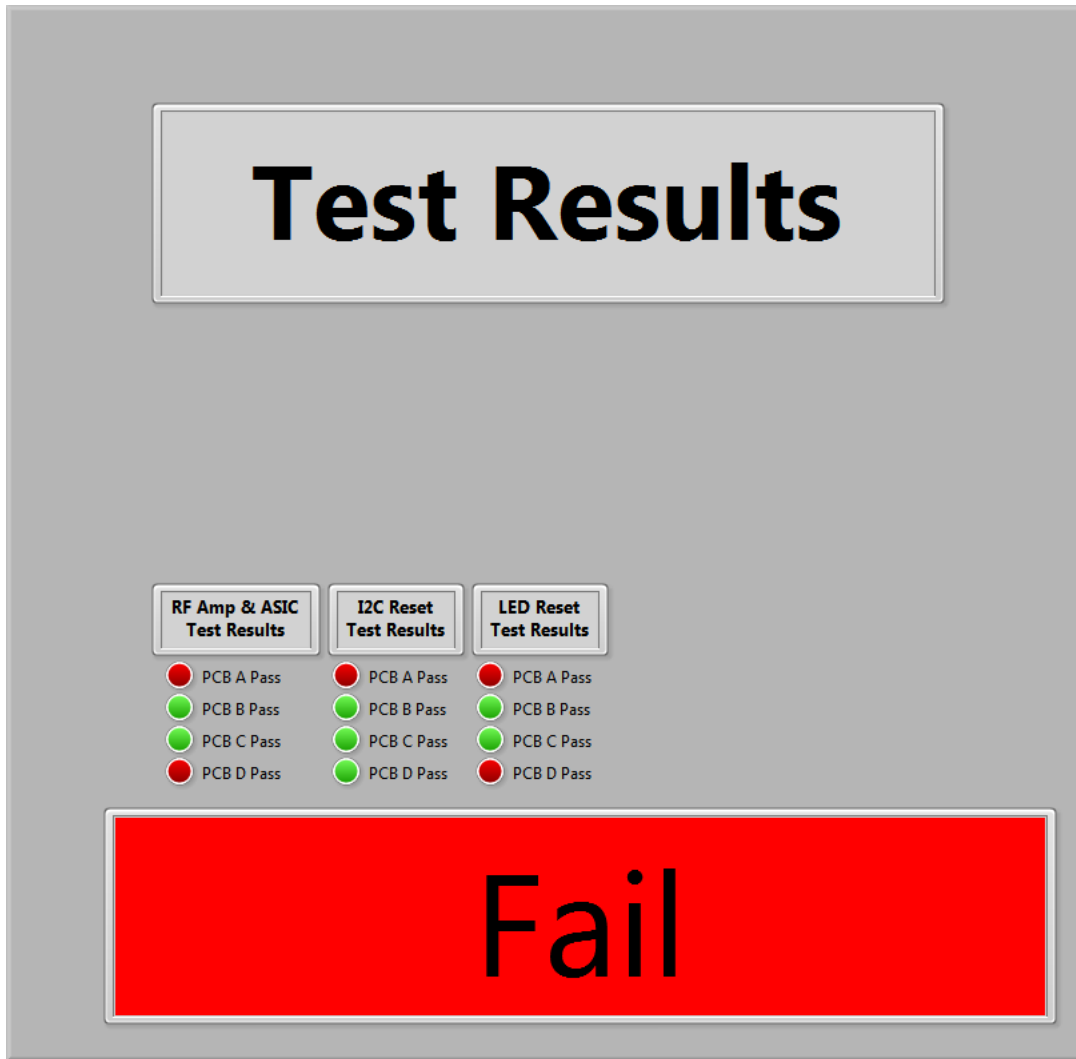 Test Results
RF Amp & ASIC
Test Results
I2C Reset
Test Results
LED Reset
Test Results
PCB A Pass
PCB B Pass
PCB C Pass
PCB D Pass
PCB A Pass
PCB B Pass
PCB C Pass
PCB D Pass
PCB A Pass
PCB B Pass
PCB C Pass
PCB D Pass
Fail